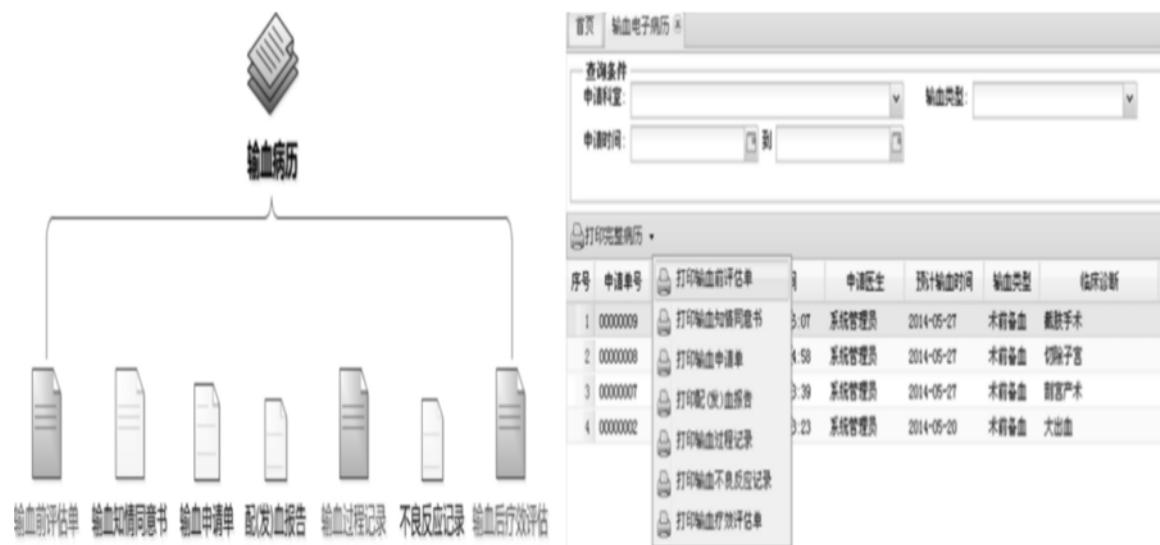 输血病历
输血前评估单 输血知情同意书 输血申请单 配(发)血报告 输血过程记录 不良反应记录 输血后疗效评估
首页 输血电子病历
查询条件
申请科室: 输血类型:
申请时间: 到
打印完整病历
序号 申请单号 申请医生 预计输血时间 输血类型 临床诊断
打印输血前评估单
打印输血知情同意书
打印输血申请单
打印配(发)血报告
打印输血过程记录
打印输血不良反应记录
打印输血疗效评估单
1 00000009 :07 系统管理员 2014-05-27 术前备血 截肢手术
2 00000008 :58 系统管理员 2014-05-27 术前备血 切除子宫
3 00000007 :39 系统管理员 2014-05-27 术前备血 剖宫产术
4 00000002 :23 系统管理员 2014-05-20 术前备血 大出血